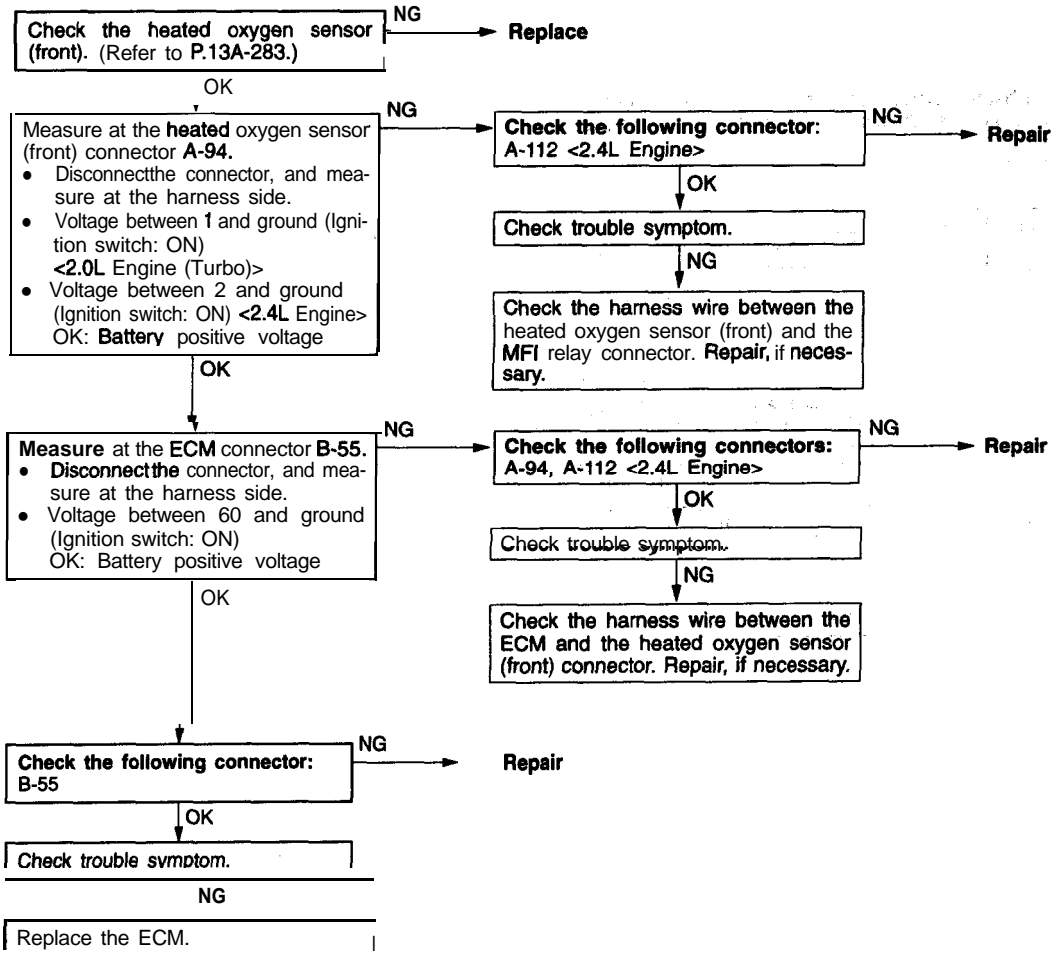 Check the heated oxygen sensor
(front). (Refer to P.13A-283.)
NG
Replace
OK
Measure at the heated oxygen sensor
(front) connector A-94.
● Disconnectthe connector, and mea-
sure at the harness side.
● Voltage between 1 and ground (Igni-
tion switch: ON)
<2.0L Engine (Turbo)>
● Voltage between 2 and ground
(Ignition switch: ON) <2.4L Engine>
OK: Battery positive voltage
NG
Check the following connector:
A-112 <2.4L Engine>
NG
Repair
OK
Check trouble symptom.
NG
Check the harness wire between the
heated oxygen sensor (front) and the
MFI relay connector. Repair, if neces-
sary.
OK
Measure at the ECM connector B-55.
● Disconnectthe connector, and mea-
sure at the harness side.
● Voltage between 60 and ground
(Ignition switch: ON)
OK: Battery positive voltage
NG
Check the following connectors:
A-94, A-112 <2.4L Engine>
NG
Repair
OK
Check trouble symptom.
NG
Check the harness wire between the
ECM and the heated oxygen sensor
(front) connector. Repair, if necessary.
OK
Check the following connector:
B-55
NG
Repair
OK
Check trouble symptom.
NG
Replace the ECM.